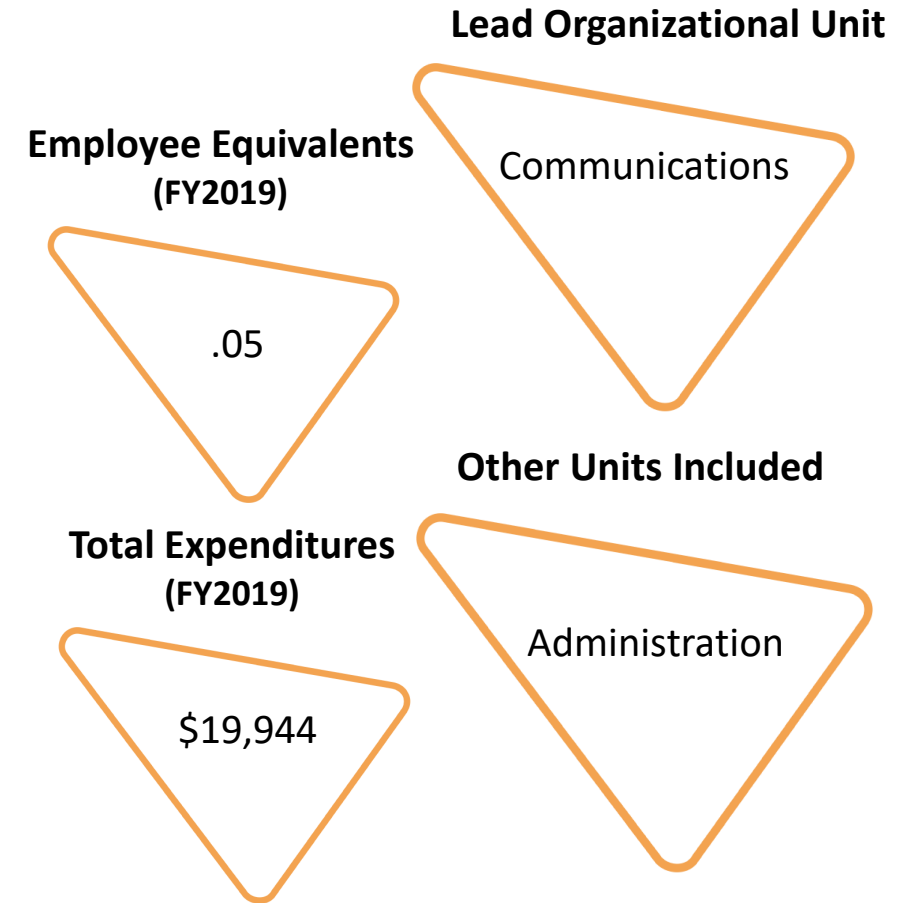 Lead Organizational Unit
Communications
Employee Equivalents
(FY2019)
.05
Other Units Included
Administration
Total Expenditures
(FY2019)
$19,944